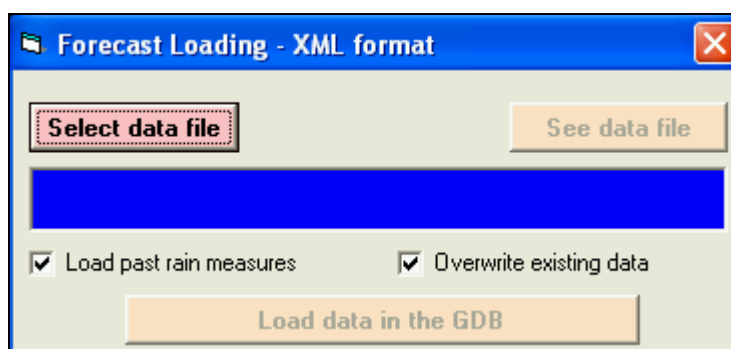 Forecast Loading - XML format
Select data file
See data file
Load past rain measures
Overwrite existing data
Load data in the GDB